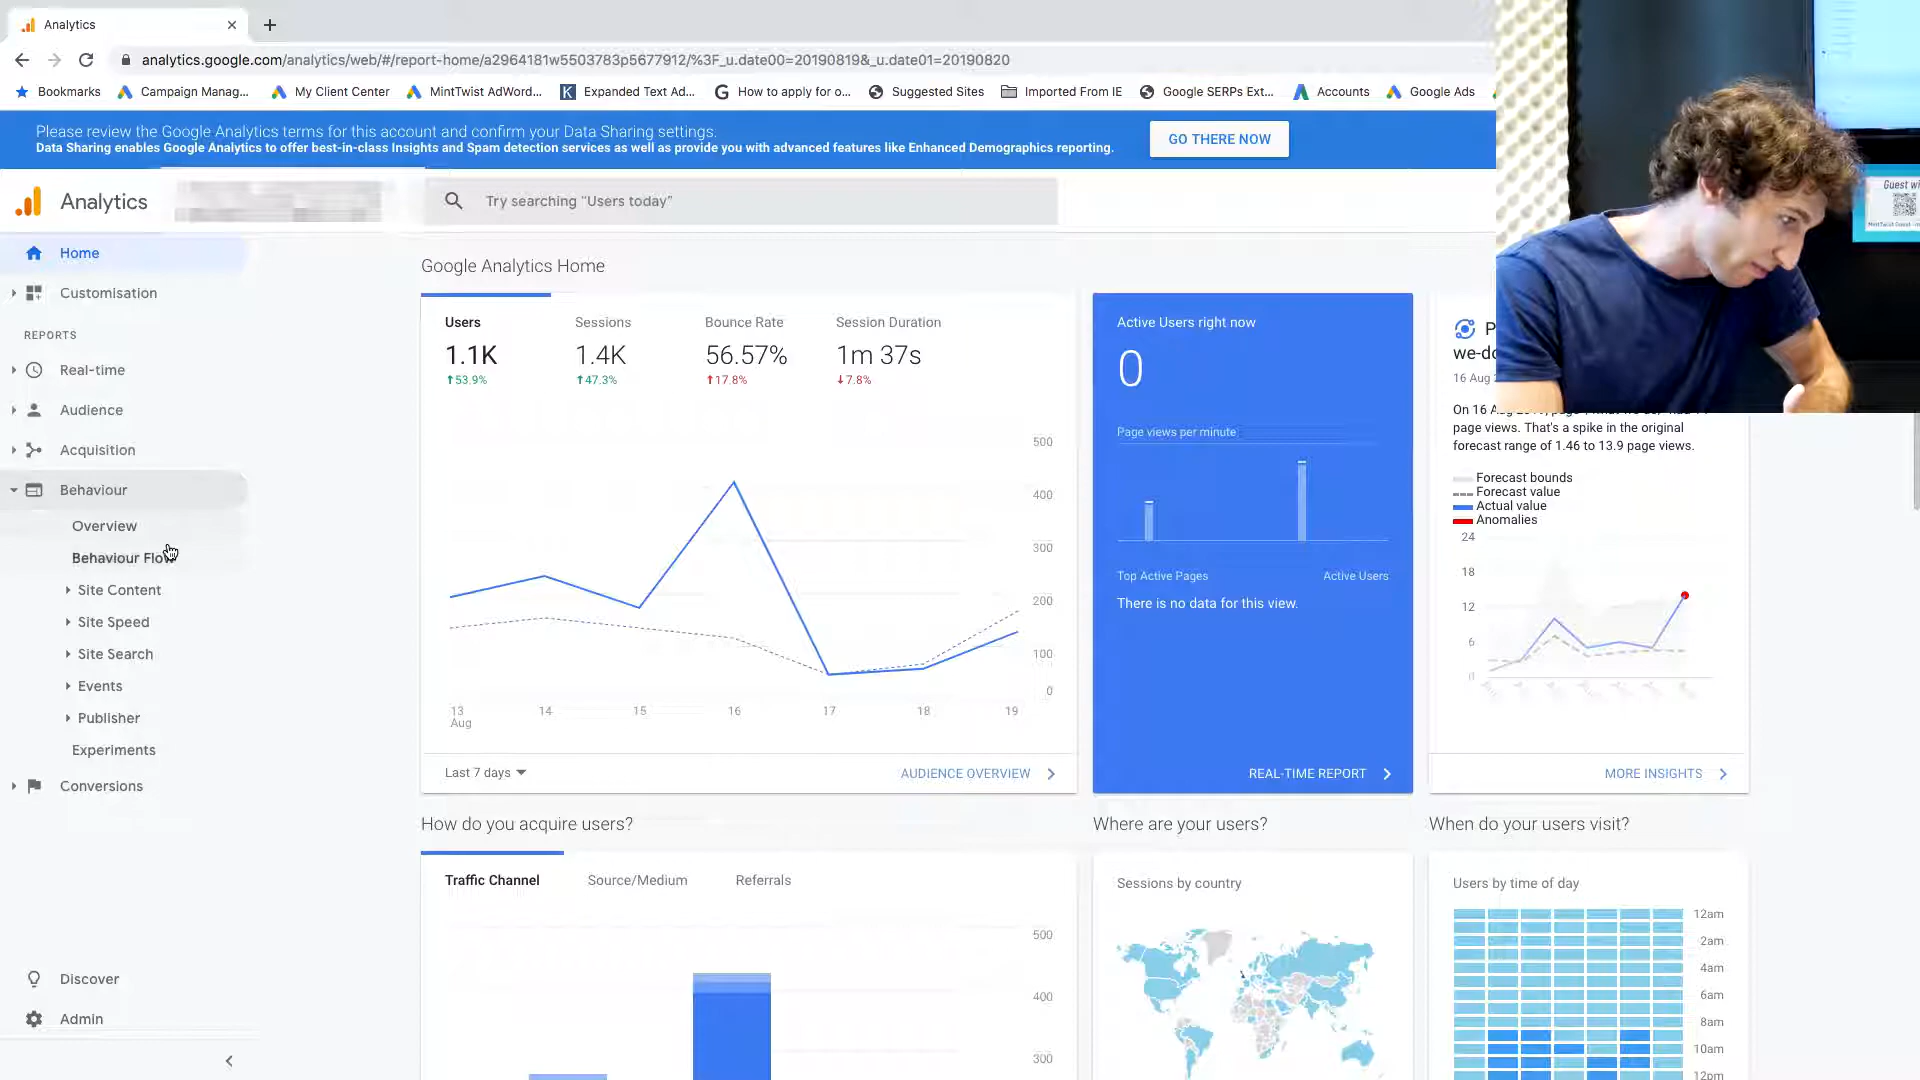 Analytics
analytics.google.com/analytics/web/#/report-home/a2964181w5503783p5677912/%3F_u.date00=20190819&_u.date01=20190820
Bookmarks
Campaign Manag...
My Client Center
MintTwist AdWord...
Expanded Text Ad...
How to apply for o...
Suggested Sites
Imported From IE
Google SERPs Ext...
Accounts
Google Ads
Please review the Google Analytics terms for this account and confirm your Data Sharing settings.
Data Sharing enables Google Analytics to offer best-in-class Insights and Spam detection services as well as provide you with advanced features like Enhanced Demographics reporting.
GO THERE NOW
Analytics
Try searching "Users today"
Home
Customisation
REPORTS
Real-time
Audience
Acquisition
Behaviour
Overview
Behaviour Flow
Site Content
Site Speed
Site Search
Events
Publisher
Experiments
Conversions
Discover
Admin
Google Analytics Home
Users
1.1K
53.9%
Sessions
1.4K
47.3%
Bounce Rate
56.57%
17.8%
Session Duration
1m 37s
7.8%
500
400
300
200
100
0
13
Aug
14
15
16
17
18
19
Last 7 days
AUDIENCE OVERVIEW
Active Users right now
0
Page views per minute
Top Active Pages
Active Users
There is no data for this view.
REAL-TIME REPORT
P
we-do
16 Aug
On 16 A
page views. That's a spike in the original
forecast range of 1.46 to 13.9 page views.
Forecast bounds
Forecast value
Actual value
Anomalies
24
18
12
6
0
MORE INSIGHTS
How do you acquire users?
Traffic Channel
Source/Medium
Referrals
500
400
300
Where are your users?
Sessions by country
When do your users visit?
Users by time of day
12am
2am
4am
6am
8am
10am
12pm
Guest wi